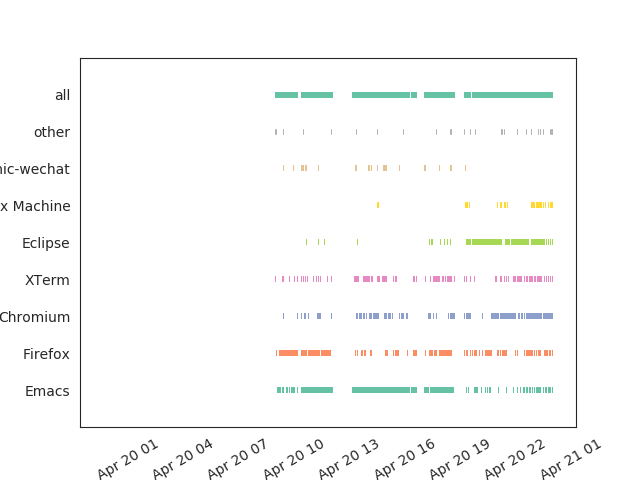 all
other
nic-wechat
x Machine
Eclipse
XTerm
Chromium
Firefox
Emacs
Apr 20 01
Apr 20 04
Apr 20 07
Apr 20 10
Apr 20 13
Apr 20 16
Apr 20 19
Apr 20 22
Apr 21 01